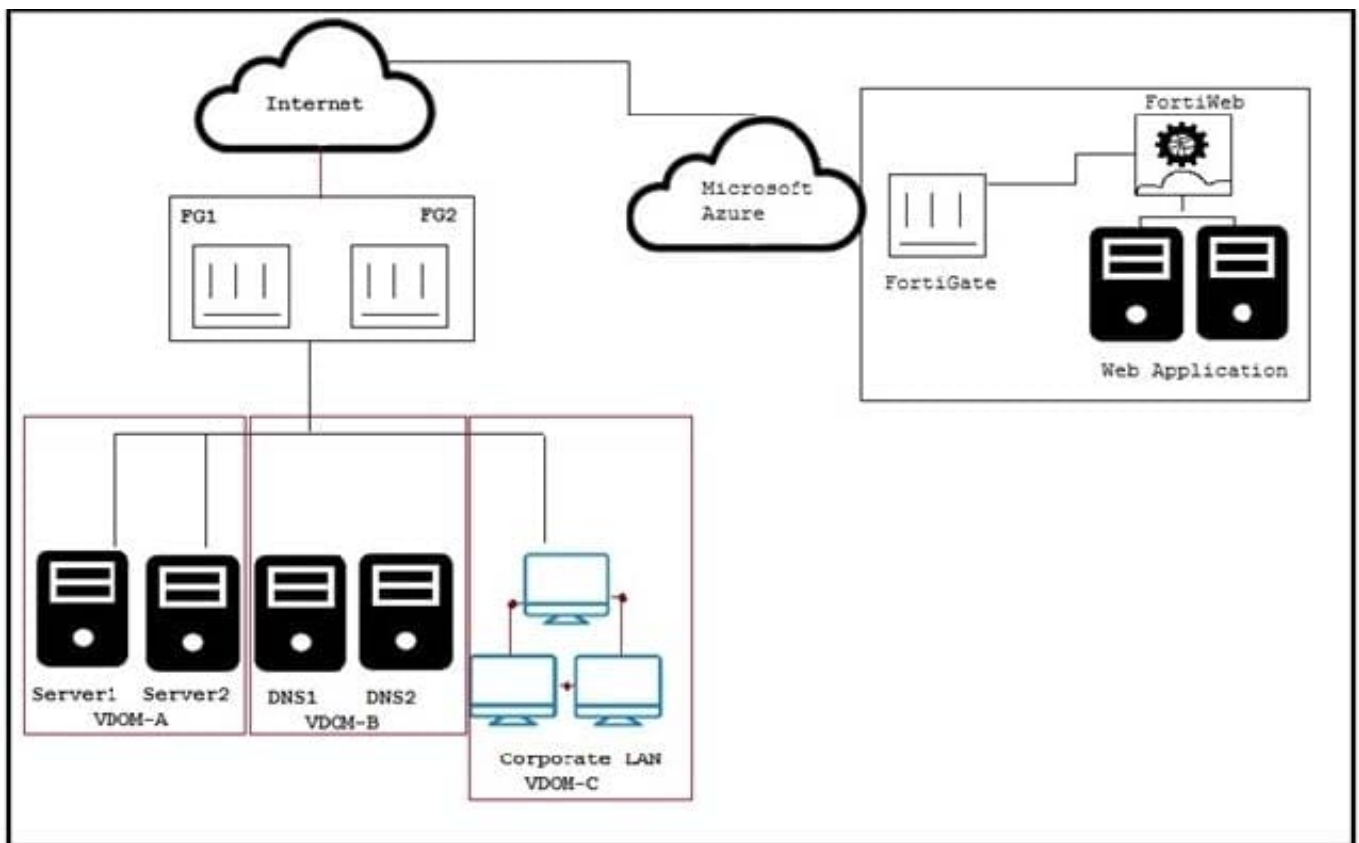 Internet
FortiWeb
Microsoft
Azure
FG1
FG2
FortiGate
Web Application
Server1
Server2
DNS1
DNS2
VDOM-A
VDOM-B
Corporate LAN
VDOM-C